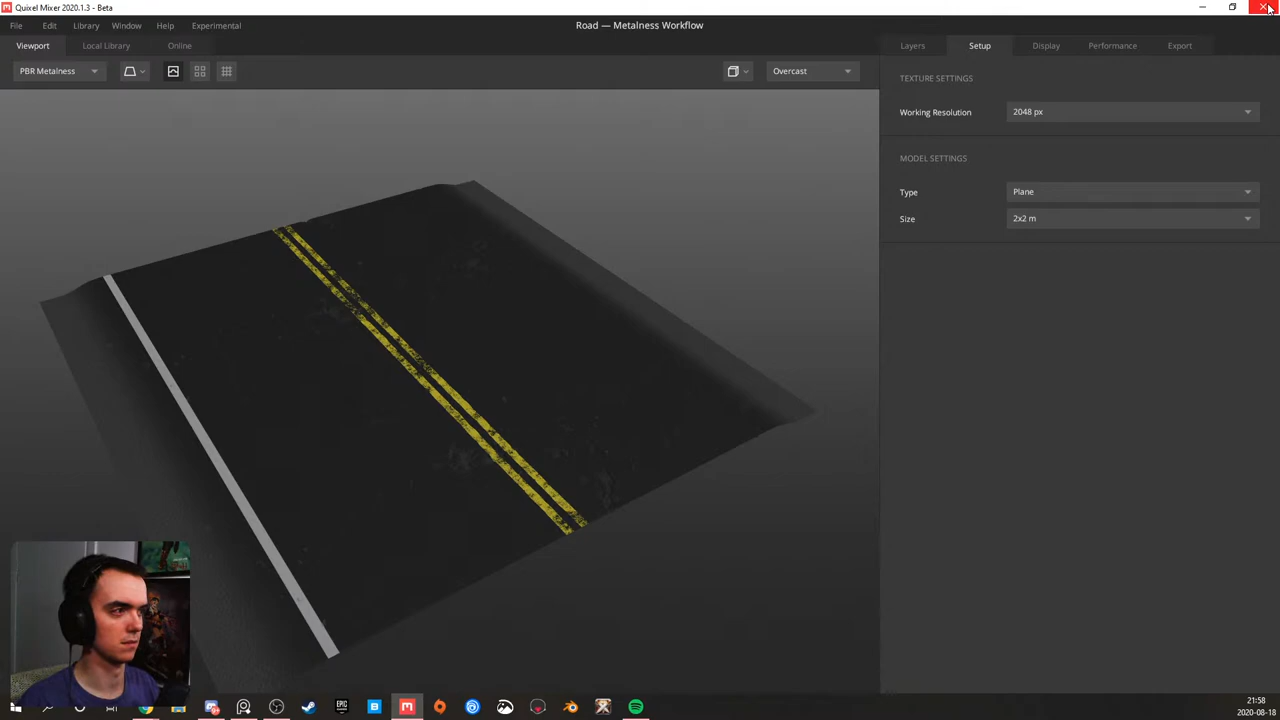 Quixel Mixer 2020.1.3 - Beta
File Edit Library Window Help Experimental
Road — Metalness Workflow
Viewport Local Library Online
Layers Setup Display Performance Export
PBR Metalness
Overcast
TEXTURE SETTINGS
Working Resolution 2048 px
MODEL SETTINGS
Type Plane
Size 2x2 m
EPIC
21:58
2020-08-18